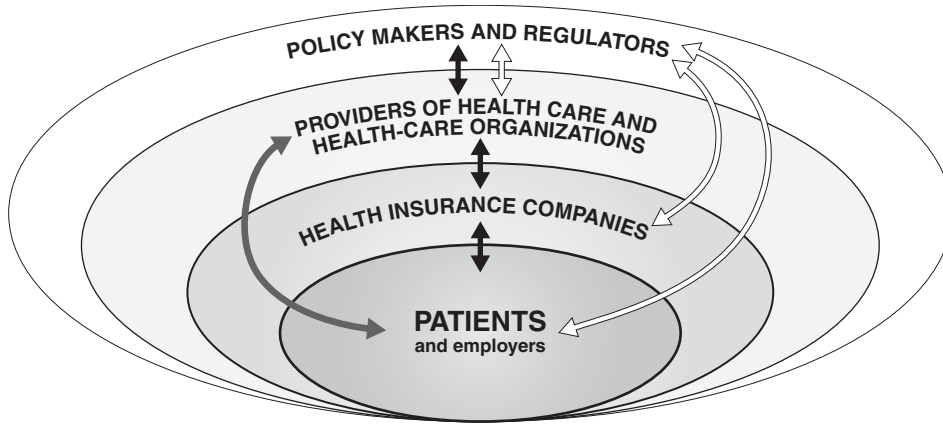 POLICY MAKERS AND REGULATORS
PROVIDERS OF HEALTH CARE AND
HEALTH-CARE ORGANIZATIONS
HEALTH INSURANCE COMPANIES
PATIENTS
and employers